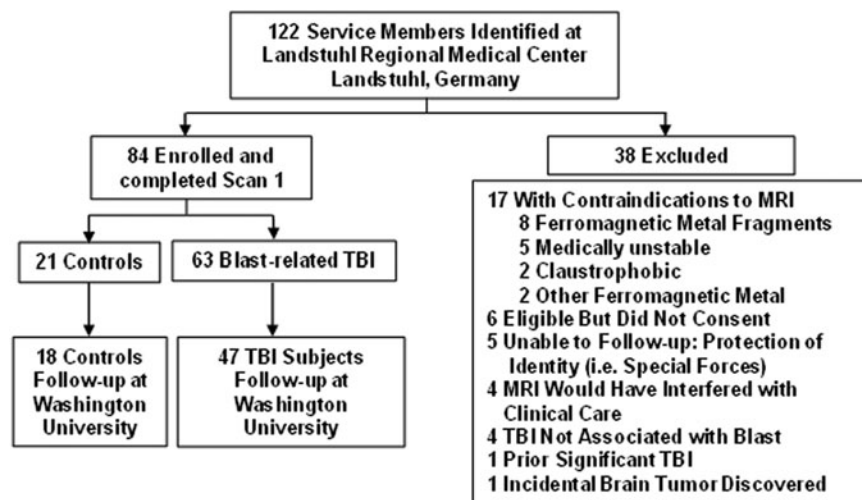 122 Service Members Identified at
Landstuhl Regional Medical Center
Landstuhl, Germany
84 Enrolled and
completed Scan 1
38 Excluded
21 Controls
63 Blast-related TBI
18 Controls
Follow-up at
Washington
University
47 TBI Subjects
Follow-up at
Washington
University
17 With Contraindications to MRI
8 Ferromagnetic Metal Fragments
5 Medically unstable
2 Claustrophobic
2 Other Ferromagnetic Metal
6 Eligible But Did Not Consent
5 Unable to Follow-up: Protection of
Identity (i.e. Special Forces)
4 MRI Would Have Interfered with
Clinical Care
4 TBI Not Associated with Blast
1 Prior Significant TBI
1 Incidental Brain Tumor Discovered